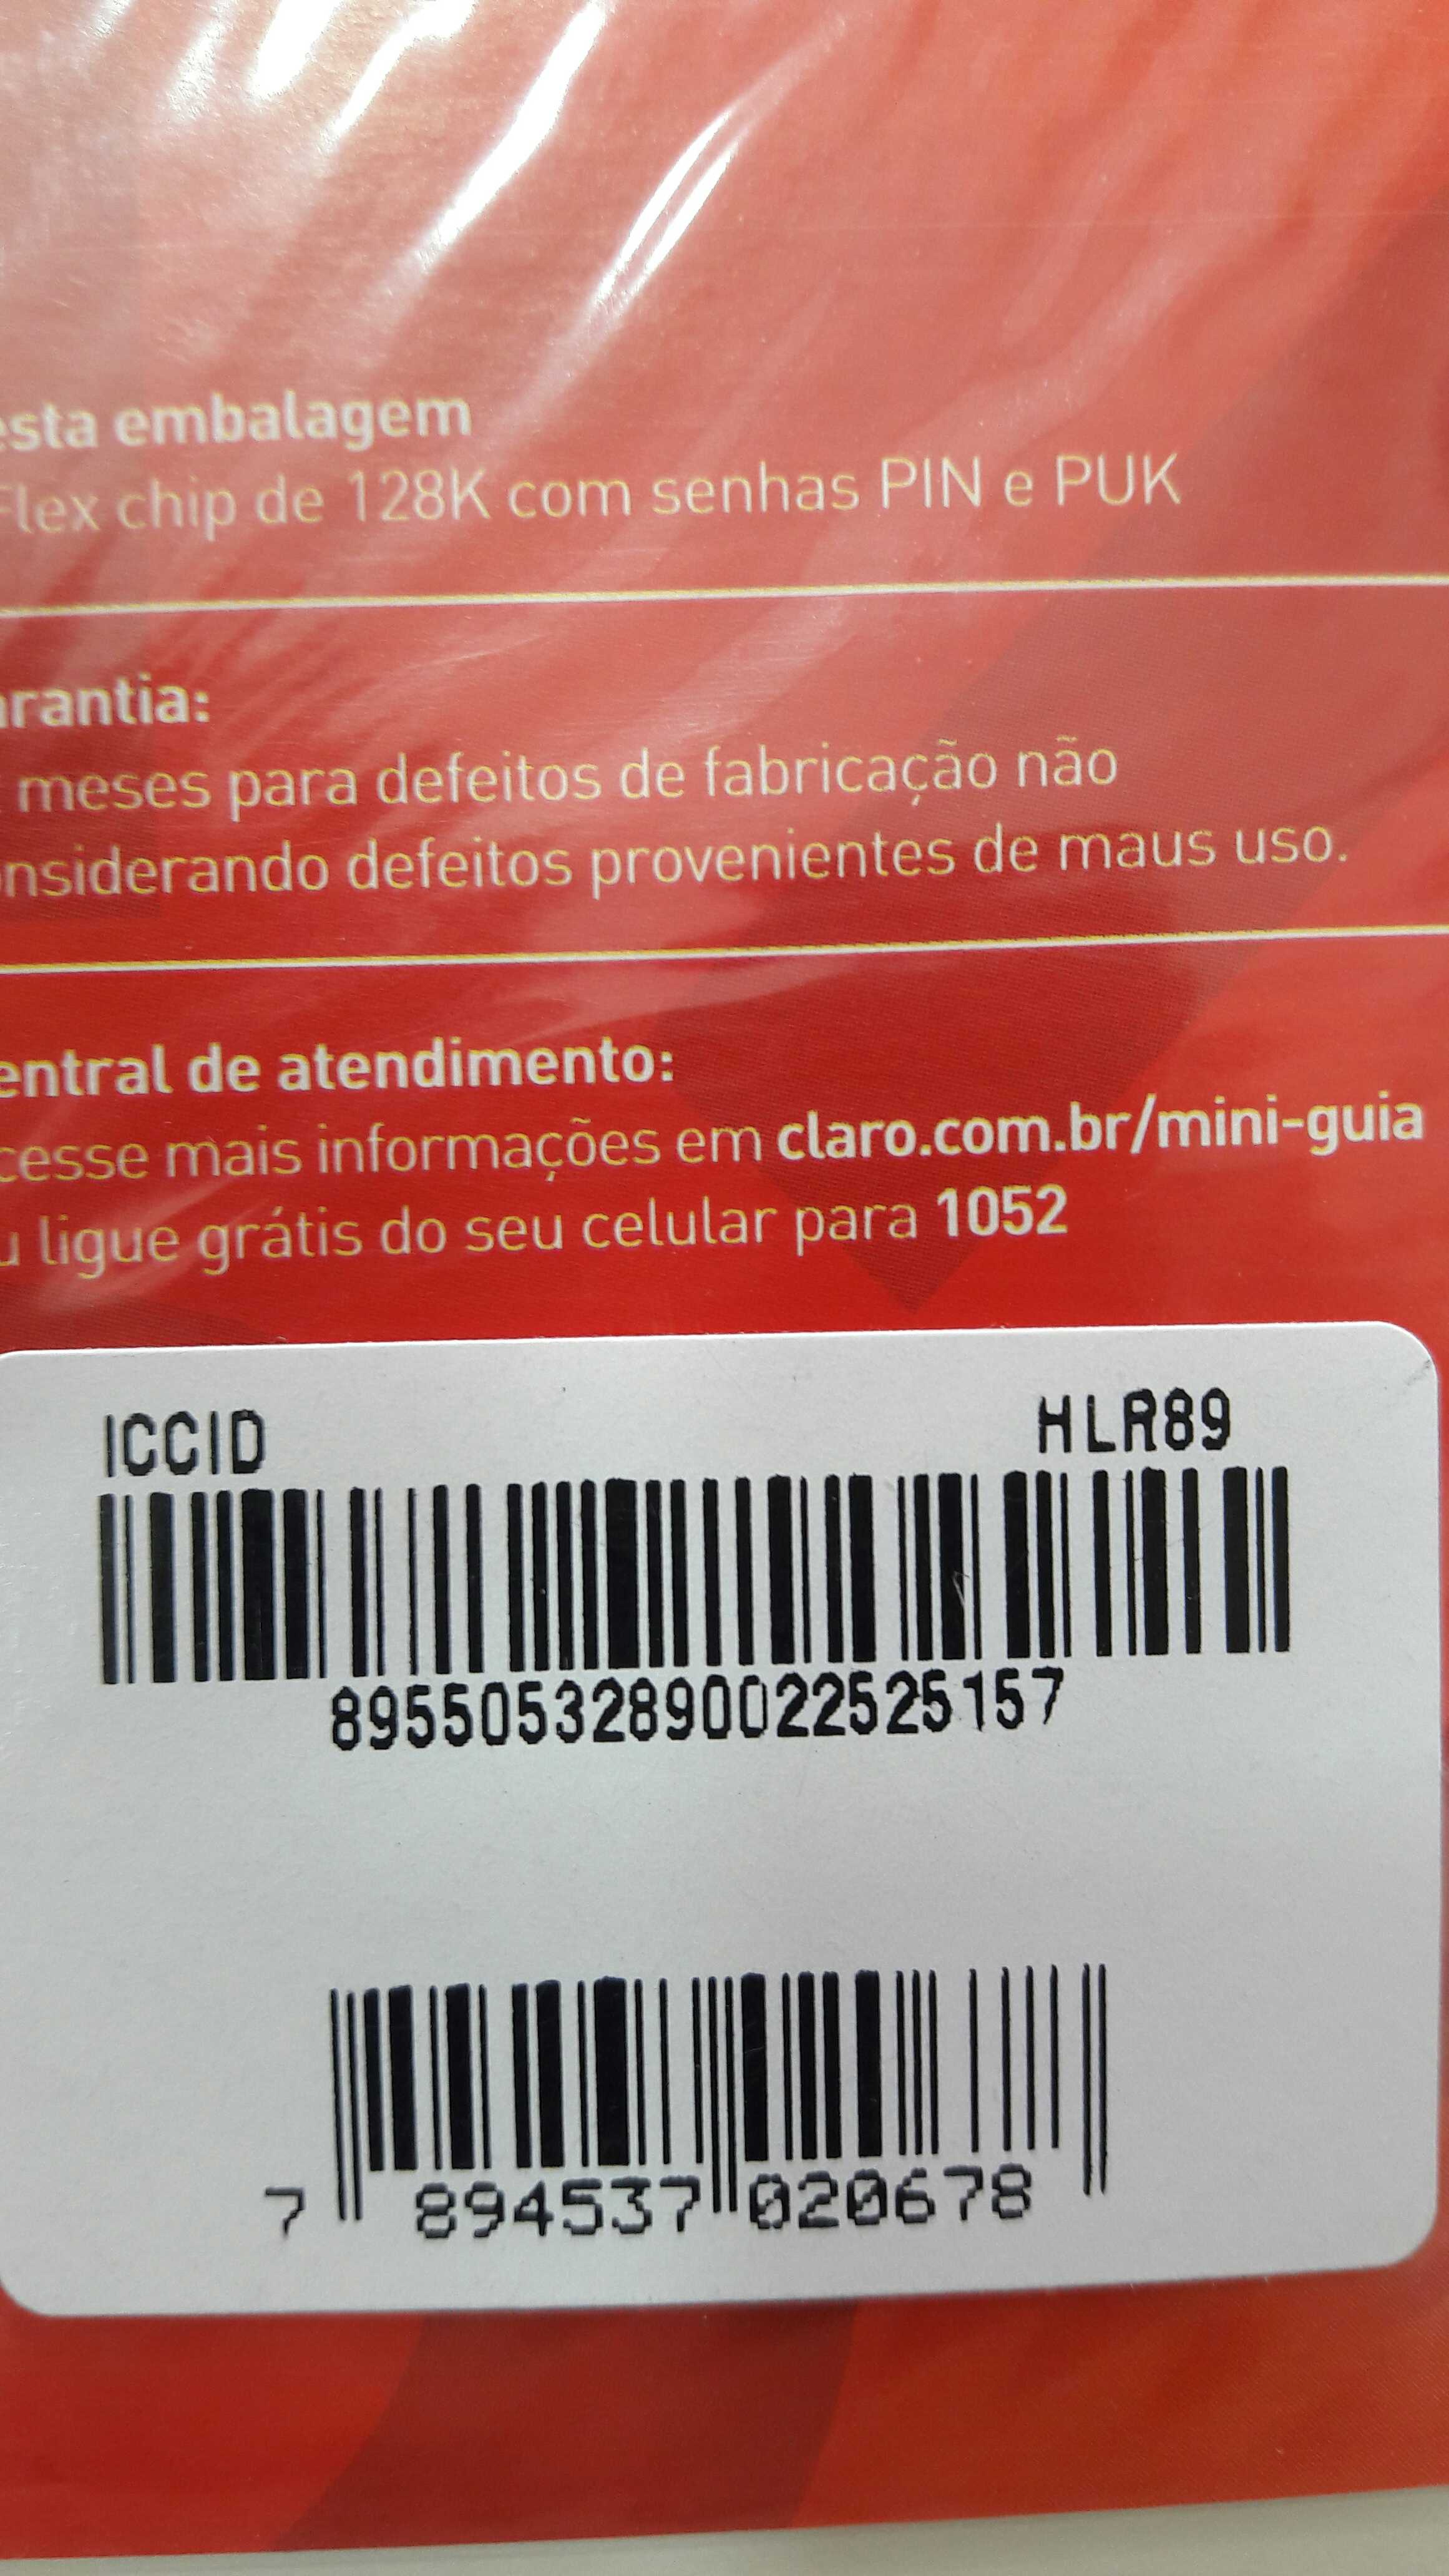 esta embalagem
Flex chip de 128K com senhas PIN e PUK
arantia:
meses para defeitos de fabricação não
onsiderando defeitos provenientes de maus uso.
entral de atendimento:
cesse mais informações em claro.com.br/mini-guia
u ligue grátis do seu celular para 1052
ICCID HLR89
89550532890022525157
7 894537 020678